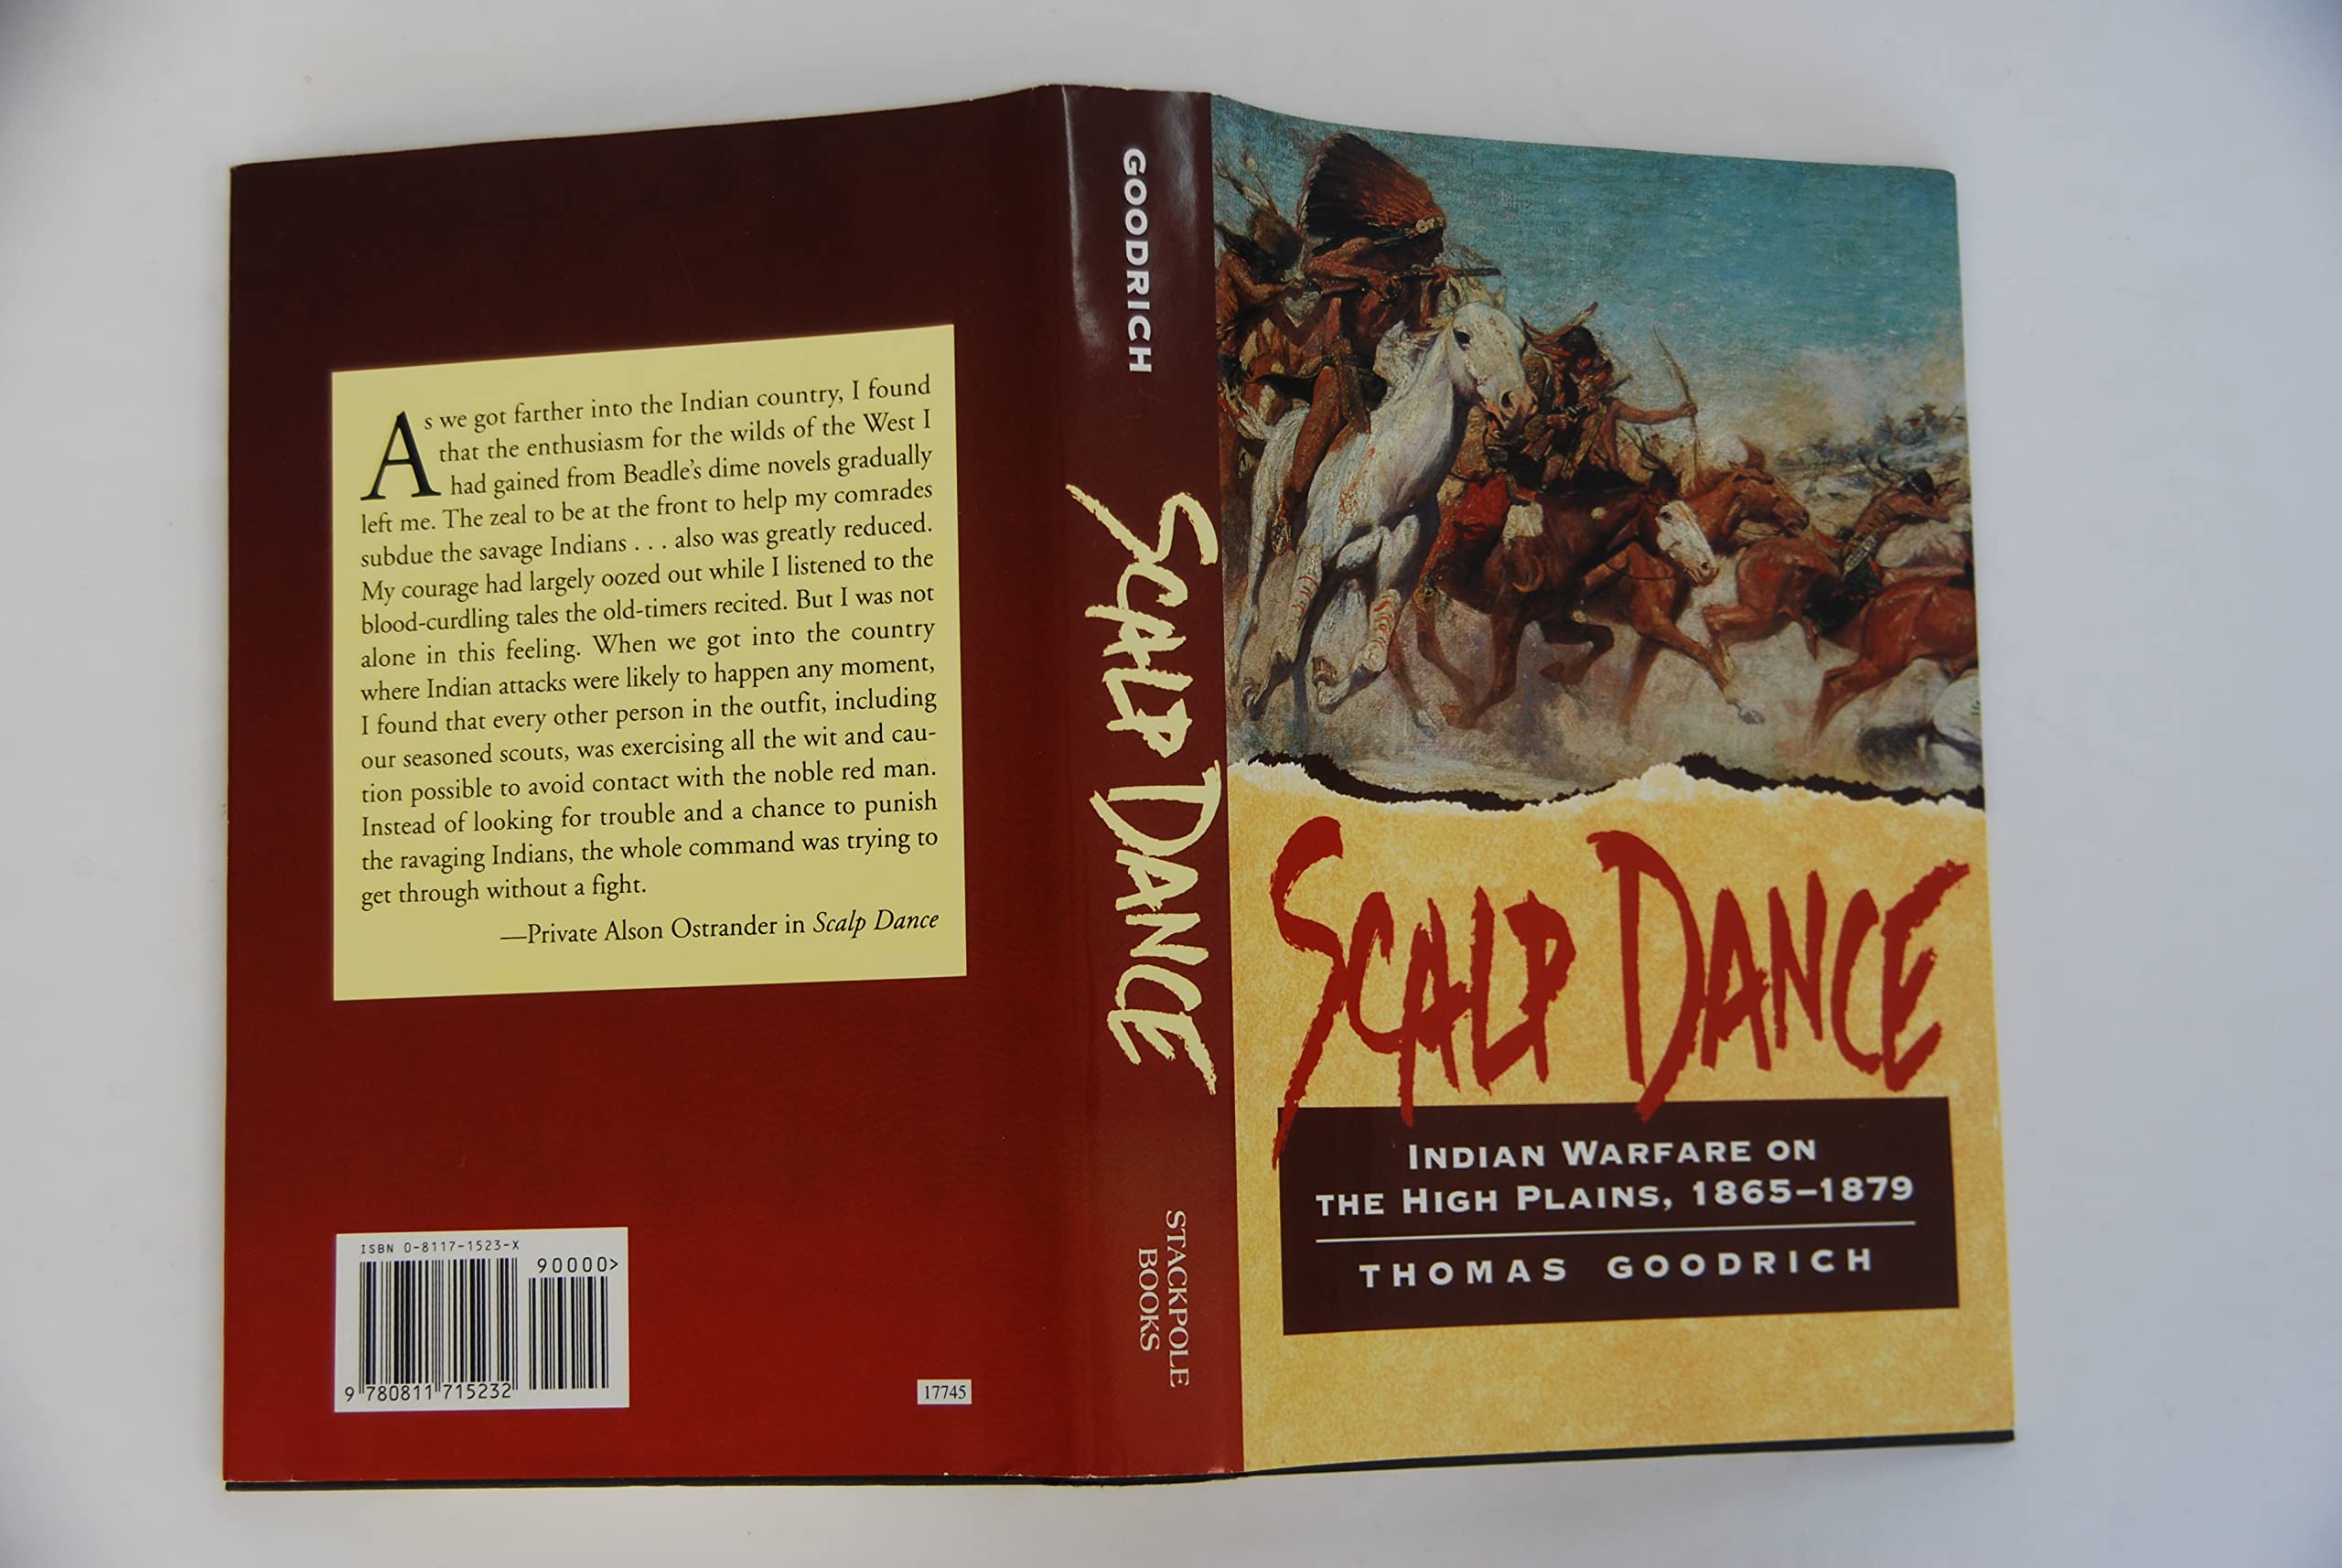 As we got farther into the Indian country, I found
that the enthusiasm for the wilds of the West I
had gained from Beadle's dime novels gradually
left me. The zeal to be at the front to help my comrades
subdue the savage Indians . . . also was greatly reduced.
My courage had largely oozed out while I listened to the
blood-curdling tales the old-timers recited. But I was not
alone in this feeling. When we got into the country
where Indian attacks were likely to happen any moment,
I found that every other person in the outfit, including
our seasoned scouts, was exercising all the wit and cau-
tion possible to avoid contact with the noble red man.
Instead of looking for trouble and a chance to punish
the ravaging Indians, the whole command was trying to
get through without a fight.
—Private Alson Ostrander in Scalp Dance
ISBN 0-8117-1523-X
90000>
9 780811 715232
17745
GOODRICH
SCALP DANCE
STACKPOLE
BOOKS
SCALP DANCE
INDIAN WARFARE ON
THE HIGH PLAINS, 1865–1879
THOMAS GOODRICH